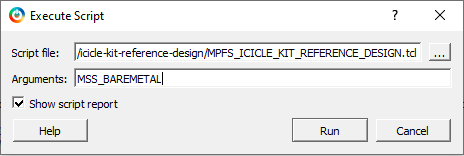 Execute Script
Script file: /icicle-kit-reference-design/MPFS_ICICLE_KIT_REFERENCE_DESIGN.tcl ...
Arguments: MSS_BAREMETAL
Show script report
Help Run Cancel